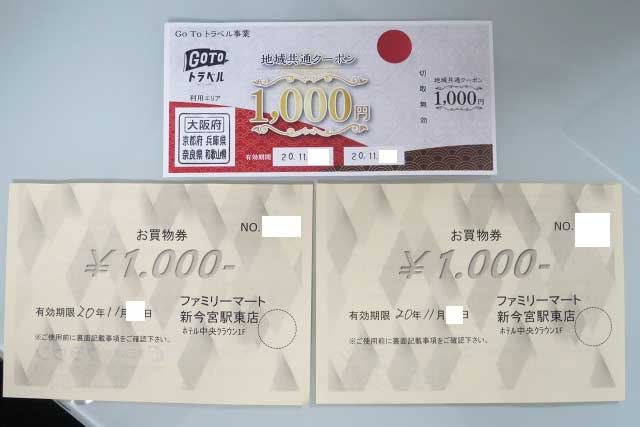 Go To トラベル事業
GOTO
トラベル
利用エリア
大阪府
京都府 兵庫県
奈良県 和歌山県
地域共通クーポン
1,000円
有効期間
20.11.
20.11.
切取無効
地域共通クーポン
1,000円
お買物券
NO.
¥1.000-
有効期限20年11月 日
ファミリーマート
新今宮駅東店
ホテル中央クラウン1F
※ご使用前に裏面記載事項をご確認下さい。
お買物券
NO.
¥1.000-
有効期限20年11月 日
ファミリーマート
新今宮駅東店
ホテル中央クラウン1F
※ご使用前に裏面記載事項をご確認下さい。